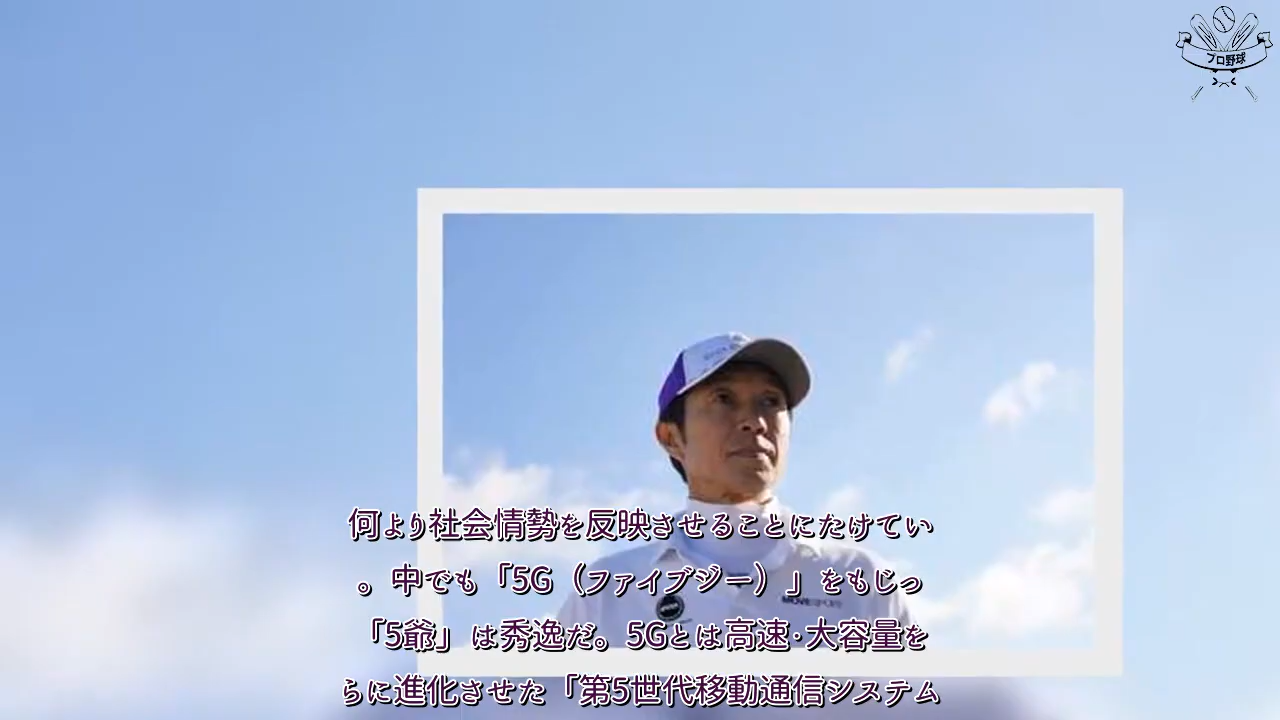 プロ野球
何より社会情勢を反映させることにたけてい
。中でも「5G（ファイブジー）」をもじっ
「5爺」は秀逸だ。5Gとは高速·大容量を
らに進化させた「第5世代移動通信システム